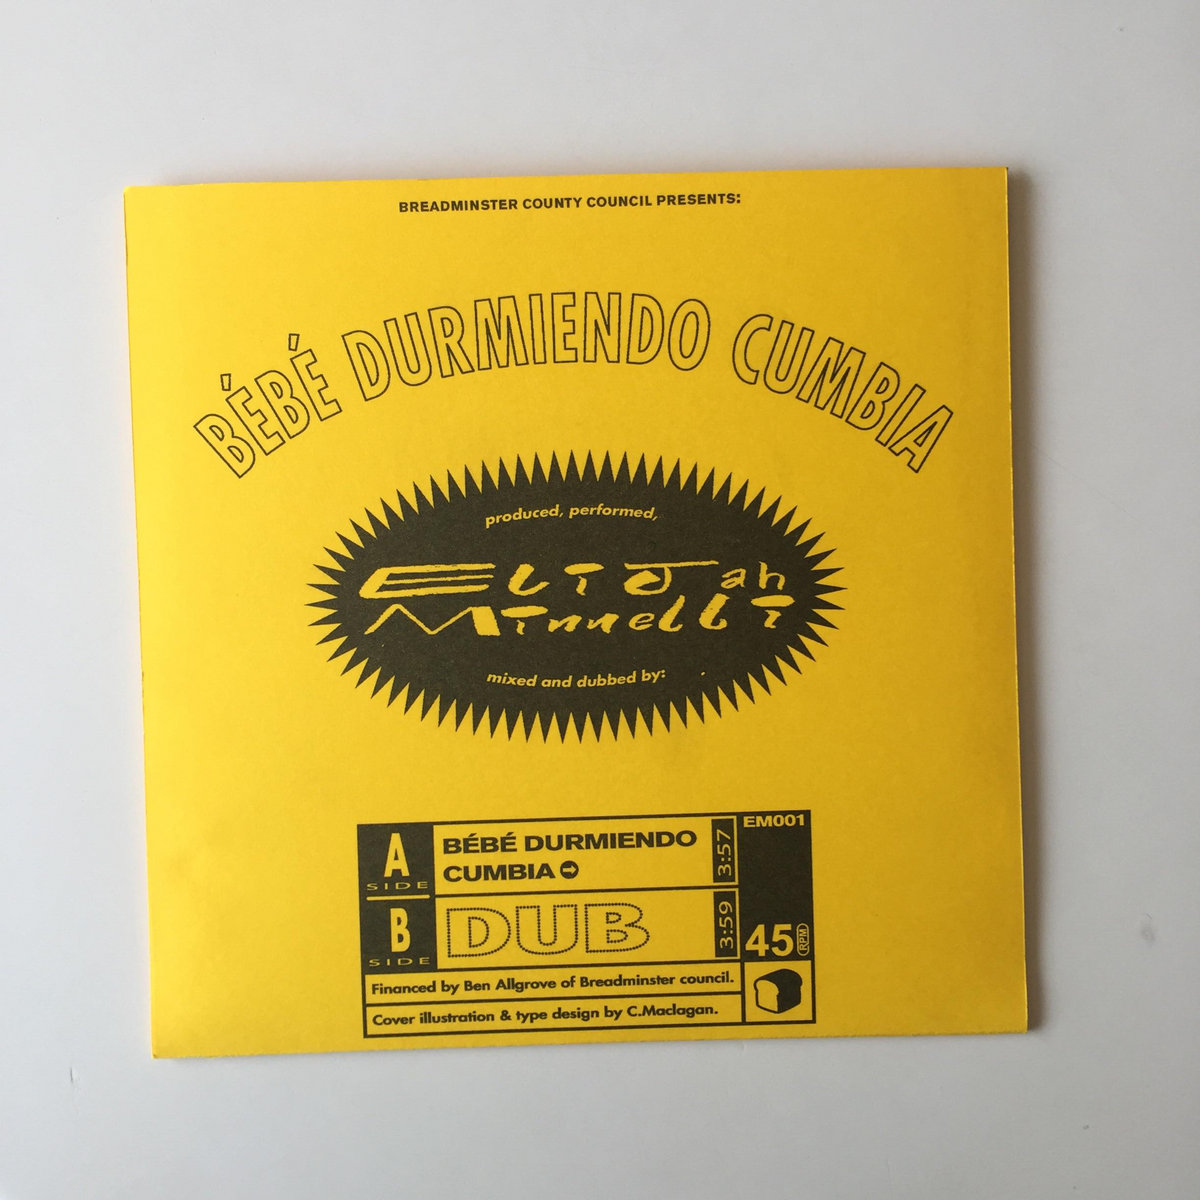 BREADMINSTER COUNTY COUNCIL PRESENTS:
BÉBÉ DURMIENDO CUMBIA
produced, performed,
ELIJah
Minnelli
mixed and dubbed by:
A
SIDE
BÉBÉ DURMIENDO
CUMBIA
3:57
EM001
B
SIDE
DUB
3:59
45 RPM
Financed by Ben Allgrove of Breadminster council.
Cover illustration & type design by C.Maclagan.